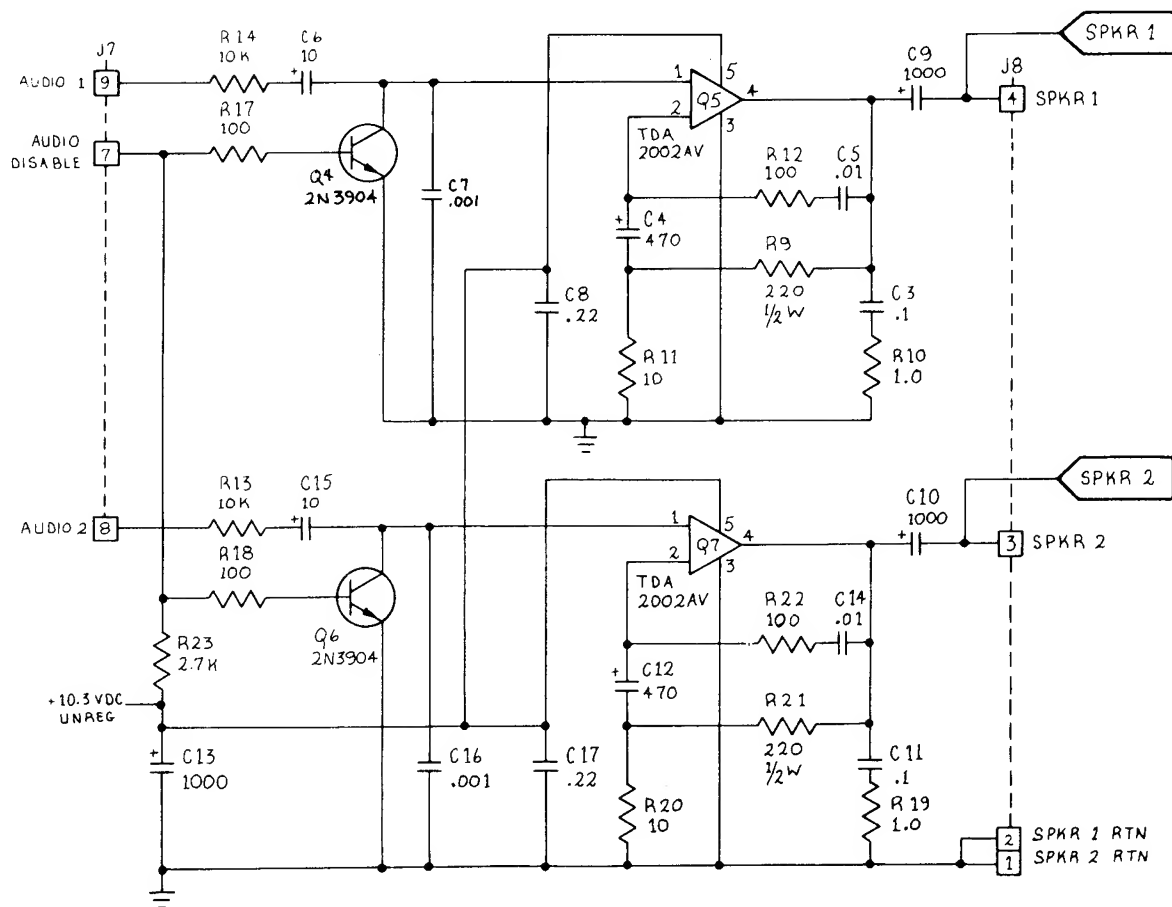 SPKR 1
J7
R14
10K
C6
+
10
C9
+
1000
J8
AUDIO 1
9
1
5
Q5
4
2
3
4
SPKR 1
R17
100
AUDIO
DISABLE
7
TDA
2002AV
Q4
2N3904
C7
.001
R12
100
C5
.01
+
C4
470
R9
220
1/2W
C8
.22
C3
.1
R11
10
R10
1.0
SPKR 2
R13
10K
C15
+
10
C10
+
1000
AUDIO 2
8
1
5
Q7
4
2
3
3
SPKR 2
R18
100
TDA
2002AV
Q6
2N3904
R22
100
C14
.01
R23
2.7K
+
C12
470
+10.3 VDC
UNREG
R21
220
1/2W
+
C13
1000
C16
.001
C17
.22
C11
.1
R20
10
R19
1.0
2
SPKR 1 RTN
1
SPKR 2 RTN